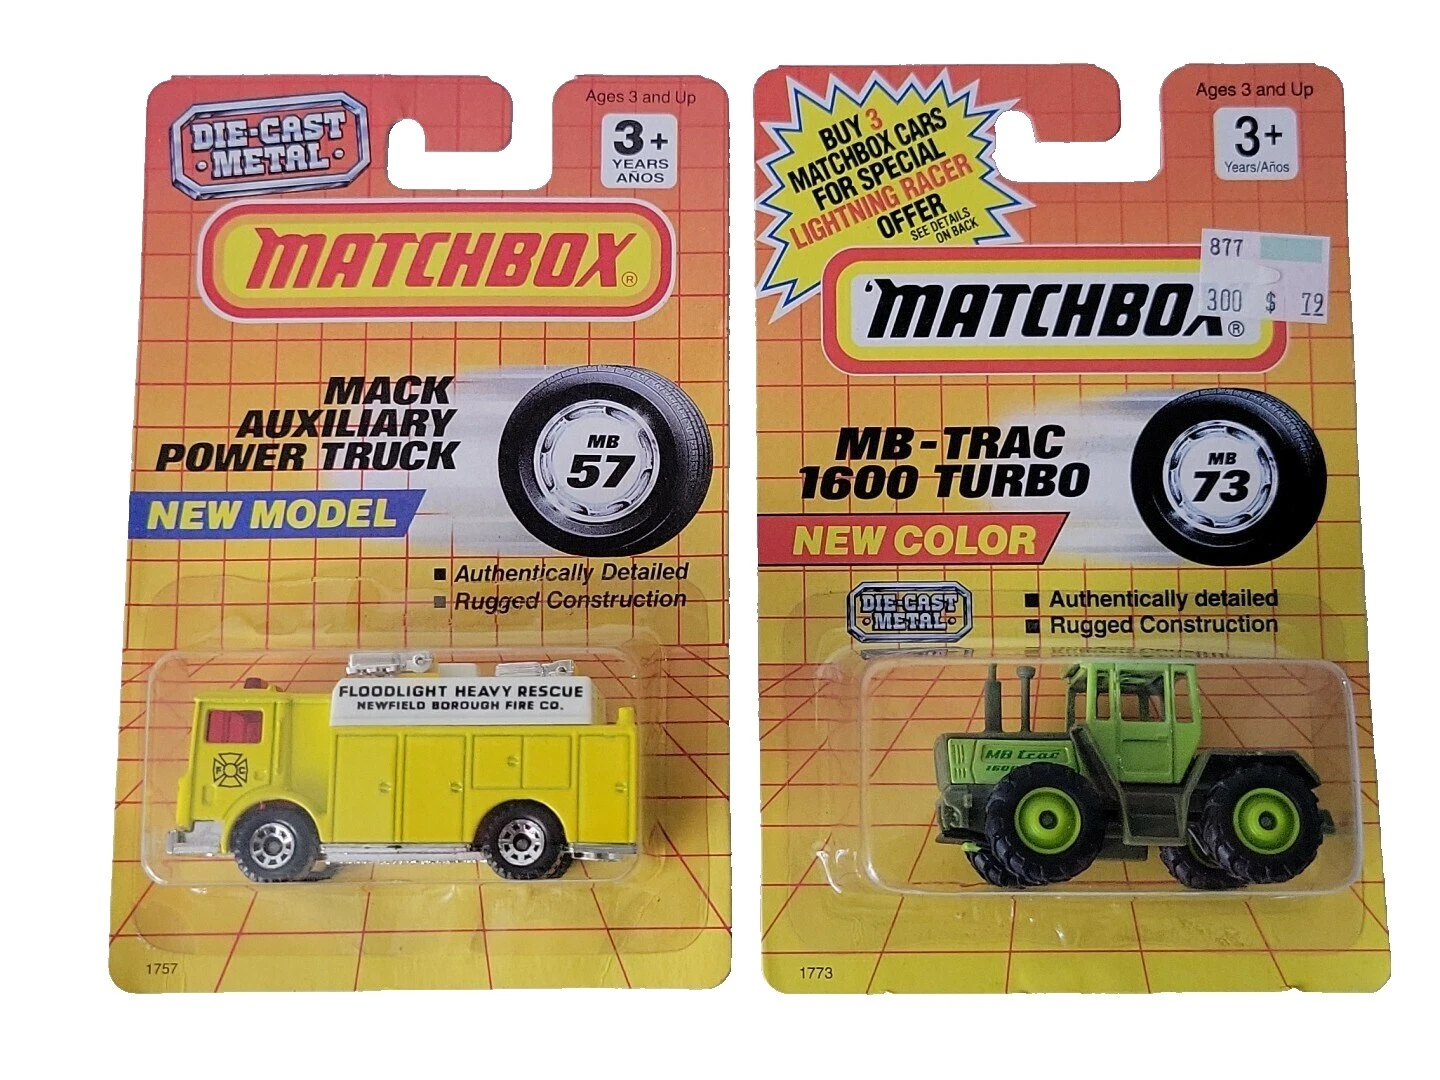 DIE-CAST
METAL
Ages 3 and Up
3+
YEARS
AÑOS
MATCHBOX®
MACK
AUXILIARY
POWER TRUCK
MB
57
NEW MODEL
■ Authentically Detailed
■ Rugged Construction
FLOODLIGHT HEAVY RESCUE
NEWFIELD BOROUGH FIRE CO.
F C
1757
BUY 3
MATCHBOX CARS
FOR SPECIAL
LIGHTNING RACER
OFFER
SEE DETAILS
ON BACK
Ages 3 and Up
3+
Years/Años
877
300 $ 79
MATCHBOX®
MB-TRAC
1600 TURBO
MB
73
NEW COLOR
DIE-CAST
METAL
■ Authentically detailed
■ Rugged Construction
MB trac
1600
1773